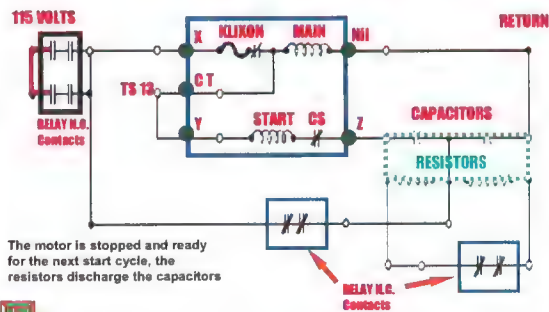 115 VOLTS
RETURN
X
KLIXON
MAIN
NII
TS 13
C T
CAPACITORS
Y
START
CS
Z
RELAY N.O.
Contacts
RESISTORS
The motor is stopped and ready
for the next start cycle, the
resistors discharge the capacitors
RELAY N.C.
Contacts